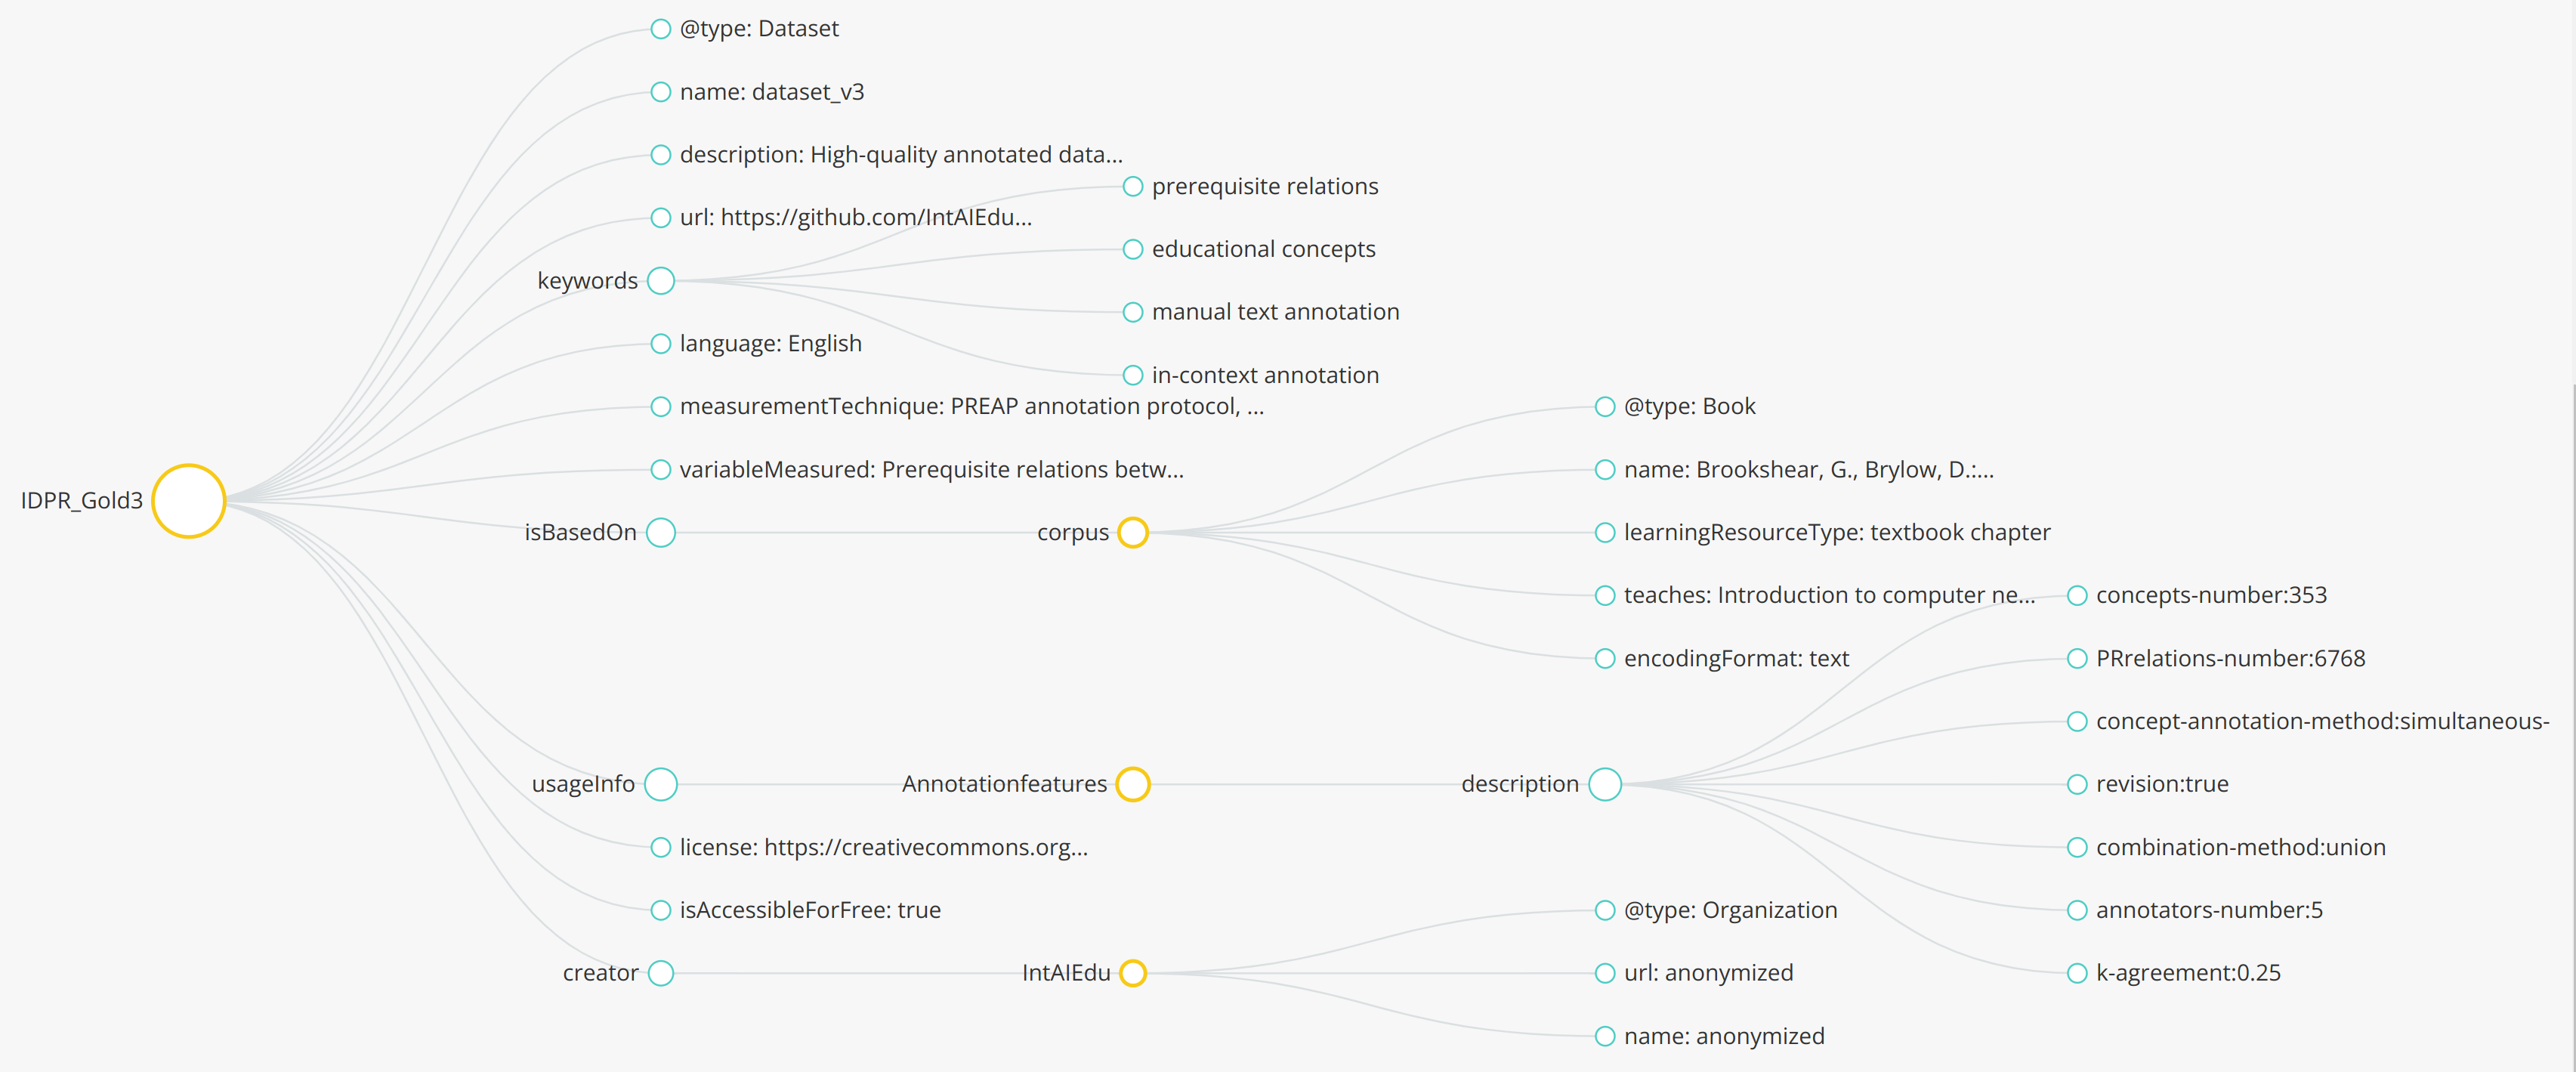 @type: Dataset
name: dataset_v3
description: High-quality annotated data...
prerequisite relations
url: https://github.com/IntAIEdu...
educational concepts
keywords
manual text annotation
language: English
in-context annotation
measurementTechnique: PREAP annotation protocol, ...
@type: Book
variableMeasured: Prerequisite relations betw...
name: Brookshear, G., Brylow, D.:...
IDPR_Gold3
isBasedOn
corpus
learningResourceType: textbook chapter
teaches: Introduction to computer ne...
concepts-number:353
encodingFormat: text
PRrelations-number:6768
concept-annotation-method:simultaneous-
usageInfo
Annotationfeatures
description
revision:true
license: https://creativecommons.org...
combination-method:union
isAccessibleForFree: true
@type: Organization
annotators-number:5
creator
IntAIEdu
url: anonymized
k-agreement:0.25
name: anonymized